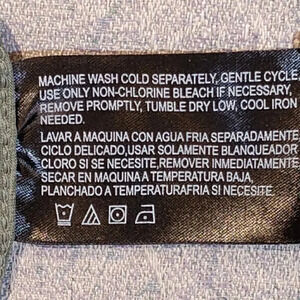 MACHINE WASH COLD SEPARATELY, GENTLE CYCLE,
USE ONLY NON-CHLORINE BLEACH IF NECESSARY,
REMOVE PROMPTLY, TUMBLE DRY LOW, COOL IRON
NEEDED.
LAVAR A MAQUINA CON AGUA FRIA SEPARADAMENTE
CICLO DELICADO,USAR SOLAMENTE BLANQUEADOR
CLORO SI SE NECESITE,REMOVER INMEDIATAMENTE
SECAR EN MAQUINA A TEMPERATURA BAJA,
PLANCHADO A TEMPERATURAFRIA SI NECESITE